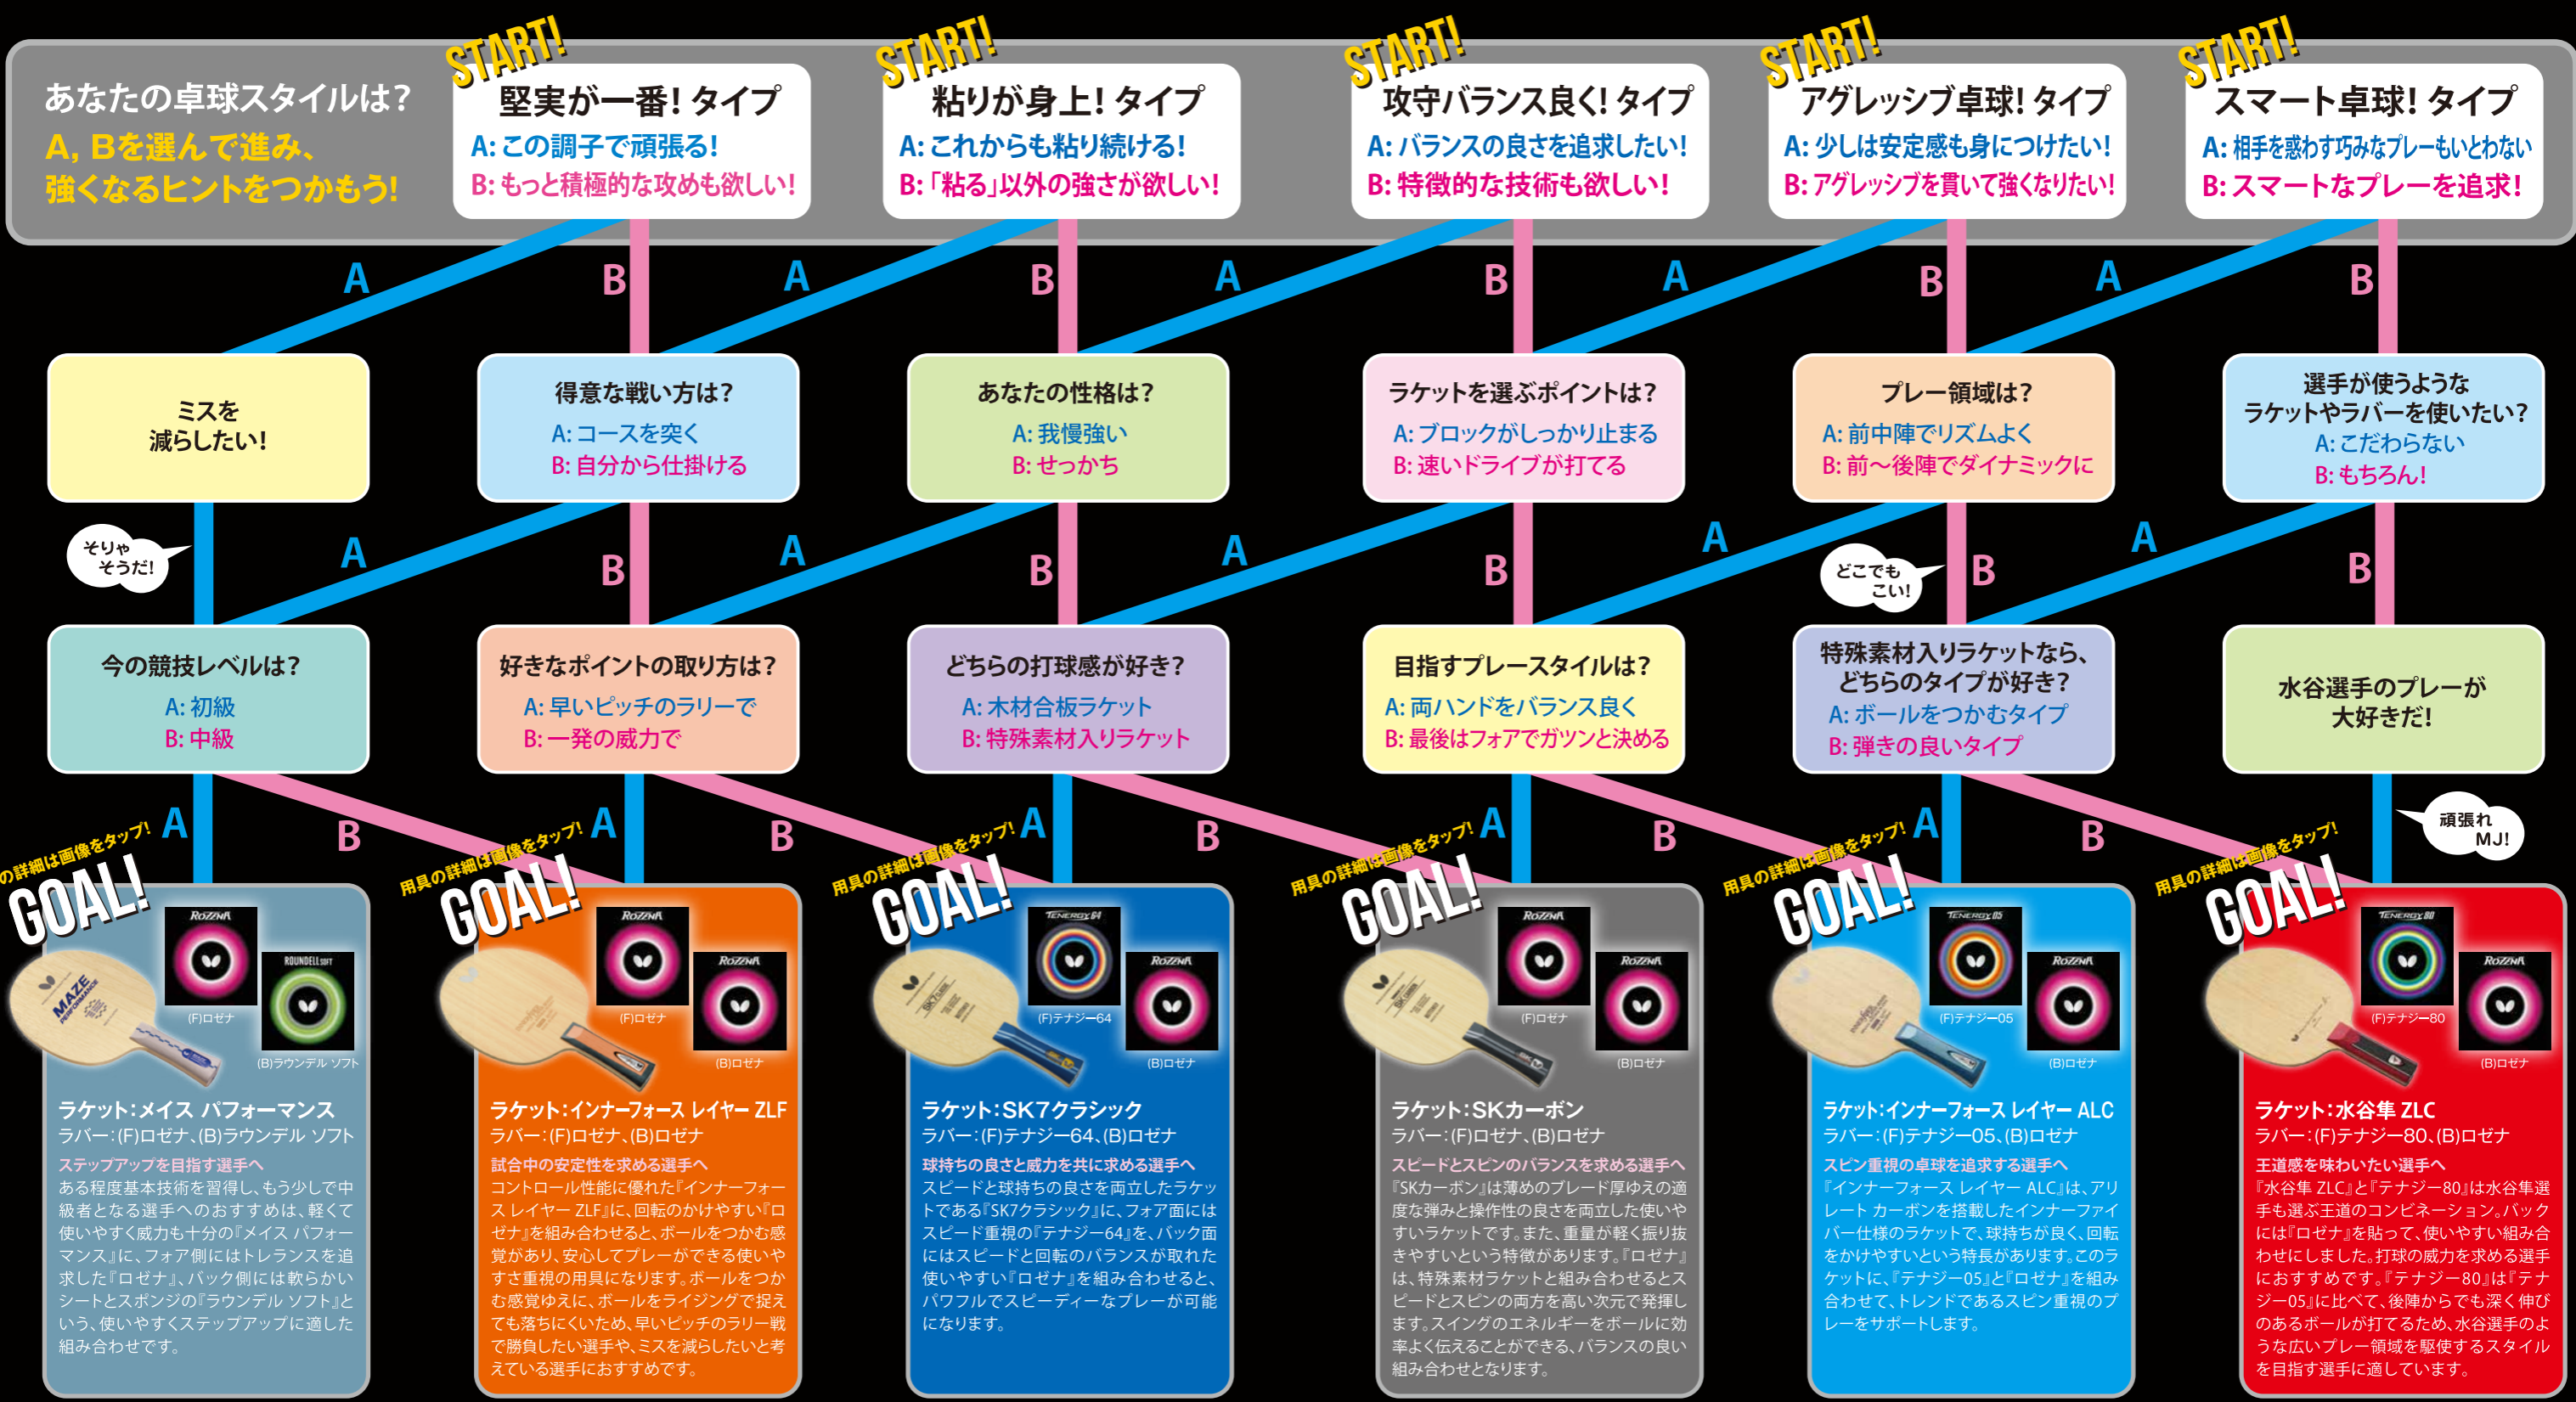 あなたの卓球スタイルは?
A, Bを選んで進み、
強くなるヒントをつかもう!
START!
堅実が一番! タイプ
A: この調子で頑張る!
B: もっと積極的な攻めも欲しい!
START!
粘りが身上! タイプ
A: これからも粘り続ける!
B: 「粘る」以外の強さが欲しい!
START!
攻守バランス良く! タイプ
A: バランスの良さを追求したい!
B: 特徴的な技術も欲しい!
START!
アグレッシブ卓球! タイプ
A: 少しは安定感も身につけたい!
B: アグレッシブを貫いて強くなりたい!
START!
スマート卓球! タイプ
A: 相手を惑わす巧みなプレーもいとわない
B: スマートなプレーを追求!
A
B
A
B
A
B
A
B
A
B
ミスを
減らしたい!
得意な戦い方は?
A: コースを突く
B: 自分から仕掛ける
あなたの性格は?
A: 我慢強い
B: せっかち
ラケットを選ぶポイントは?
A: ブロックがしっかり止まる
B: 速いドライブが打てる
プレー領域は?
A: 前中陣でリズムよく
B: 前〜後陣でダイナミックに
選手が使うような
ラケットやラバーを使いたい?
A: こだわらない
B: もちろん!
そりゃ
そうだ!
A
B
A
B
A
B
A
どこでも
こい!
B
A
B
今の競技レベルは?
A: 初級
B: 中級
好きなポイントの取り方は?
A: 早いピッチのラリーで
B: 一発の威力で
どちらの打球感が好き?
A: 木材合板ラケット
B: 特殊素材入りラケット
目指すプレースタイルは?
A: 両ハンドをバランス良く
B: 最後はフォアでガツンと決める
特殊素材入りラケットなら、
どちらのタイプが好き?
A: ボールをつかむタイプ
B: 弾きの良いタイプ
水谷選手のプレーが
大好きだ!
A
B
A
B
A
B
A
B
A
B
頑張れ
MJ!
の詳細は画像をタップ!
GOAL!
MAZE
PERFORMANCE
ROZENA
(F)ロゼナ
ROUNDELL SOFT
(B)ラウンデル ソフト
ラケット:メイス パフォーマンス
ラバー:(F)ロゼナ、(B)ラウンデル ソフト
ステップアップを目指す選手へ
ある程度基本技術を習得し、もう少しで中
級者となる選手へのおすすめは、軽くて
使いやすく威力も十分の『メイス パフォー
マンス』に、フォア側にはトレランスを追
求した『ロゼナ』、バック側には軟らかい
シートとスポンジの『ラウンデル ソフト』と
いう、使いやすくステップアップに適した
組み合わせです。
用具の詳細は画像をタップ!
GOAL!
ROZENA
(F)ロゼナ
ROZENA
(B)ロゼナ
ラケット:インナーフォース レイヤー ZLF
ラバー:(F)ロゼナ、(B)ロゼナ
試合中の安定性を求める選手へ
コントロール性能に優れた『インナーフォー
ス レイヤー ZLF』に、回転のかけやすい『ロ
ゼナ』を組み合わせると、ボールをつかむ感
覚があり、安心してプレーができる使いや
すさ重視の用具になります。ボールをつか
む感覚ゆえに、ボールをライジングで捉え
ても落ちにくいため、早いピッチのラリー戦
で勝負したい選手や、ミスを減らしたいと考
えている選手におすすめです。
用具の詳細は画像をタップ!
GOAL!
SK7
TENERGY 64
(F)テナジー64
ROZENA
(B)ロゼナ
ラケット:SK7クラシック
ラバー:(F)テナジー64、(B)ロゼナ
球持ちの良さと威力を共に求める選手へ
スピードと球持ちの良さを両立したラケッ
トである『SK7クラシック』に、フォア面には
スピード重視の『テナジー64』を、バック面
にはスピードと回転のバランスが取れた
使いやすい『ロゼナ』を組み合わせると、
パワフルでスピーディーなプレーが可能
になります。
用具の詳細は画像をタップ!
GOAL!
ROZENA
(F)ロゼナ
ROZENA
(B)ロゼナ
ラケット:SKカーボン
ラバー:(F)ロゼナ、(B)ロゼナ
スピードとスピンのバランスを求める選手へ
『SKカーボン』は薄めのブレード厚ゆえの適
度な弾みと操作性の良さを両立した使いや
すいラケットです。また、重量が軽く振り抜
きやすいという特徴があります。『ロゼナ』
は、特殊素材ラケットと組み合わせるとス
ピードとスピンの両方を高い次元で発揮し
ます。スイングのエネルギーをボールに効
率よく伝えることができる、バランスの良い
組み合わせとなります。
用具の詳細は画像をタップ!
GOAL!
TENERGY 05
(F)テナジー05
ROZENA
(B)ロゼナ
ラケット:インナーフォース レイヤー ALC
ラバー:(F)テナジー05、(B)ロゼナ
スピン重視の卓球を追求する選手へ
『インナーフォース レイヤー ALC』は、アリ
レート カーボンを搭載したインナーファイ
バー仕様のラケットで、球持ちが良く、回転
をかけやすいという特長があります。このラ
ケットに、『テナジー05』と『ロゼナ』を組み
合わせて、トレンドであるスピン重視のプ
レーをサポートします。
用具の詳細は画像をタップ!
GOAL!
TENERGY 80
(F)テナジー80
ROZENA
(B)ロゼナ
ラケット:水谷隼 ZLC
ラバー:(F)テナジー80、(B)ロゼナ
王道感を味わいたい選手へ
『水谷隼 ZLC』と『テナジー80』は水谷隼選
手も選ぶ王道のコンビネーション。バック
には『ロゼナ』を貼って、使いやすい組み合
わせにしました。打球の威力を求める選手
におすすめです。『テナジー80』は『テナ
ジー05』に比べて、後陣からでも深く伸び
のあるボールが打てるため、水谷選手のよ
うな広いプレー領域を駆使するスタイル
を目指す選手に適しています。